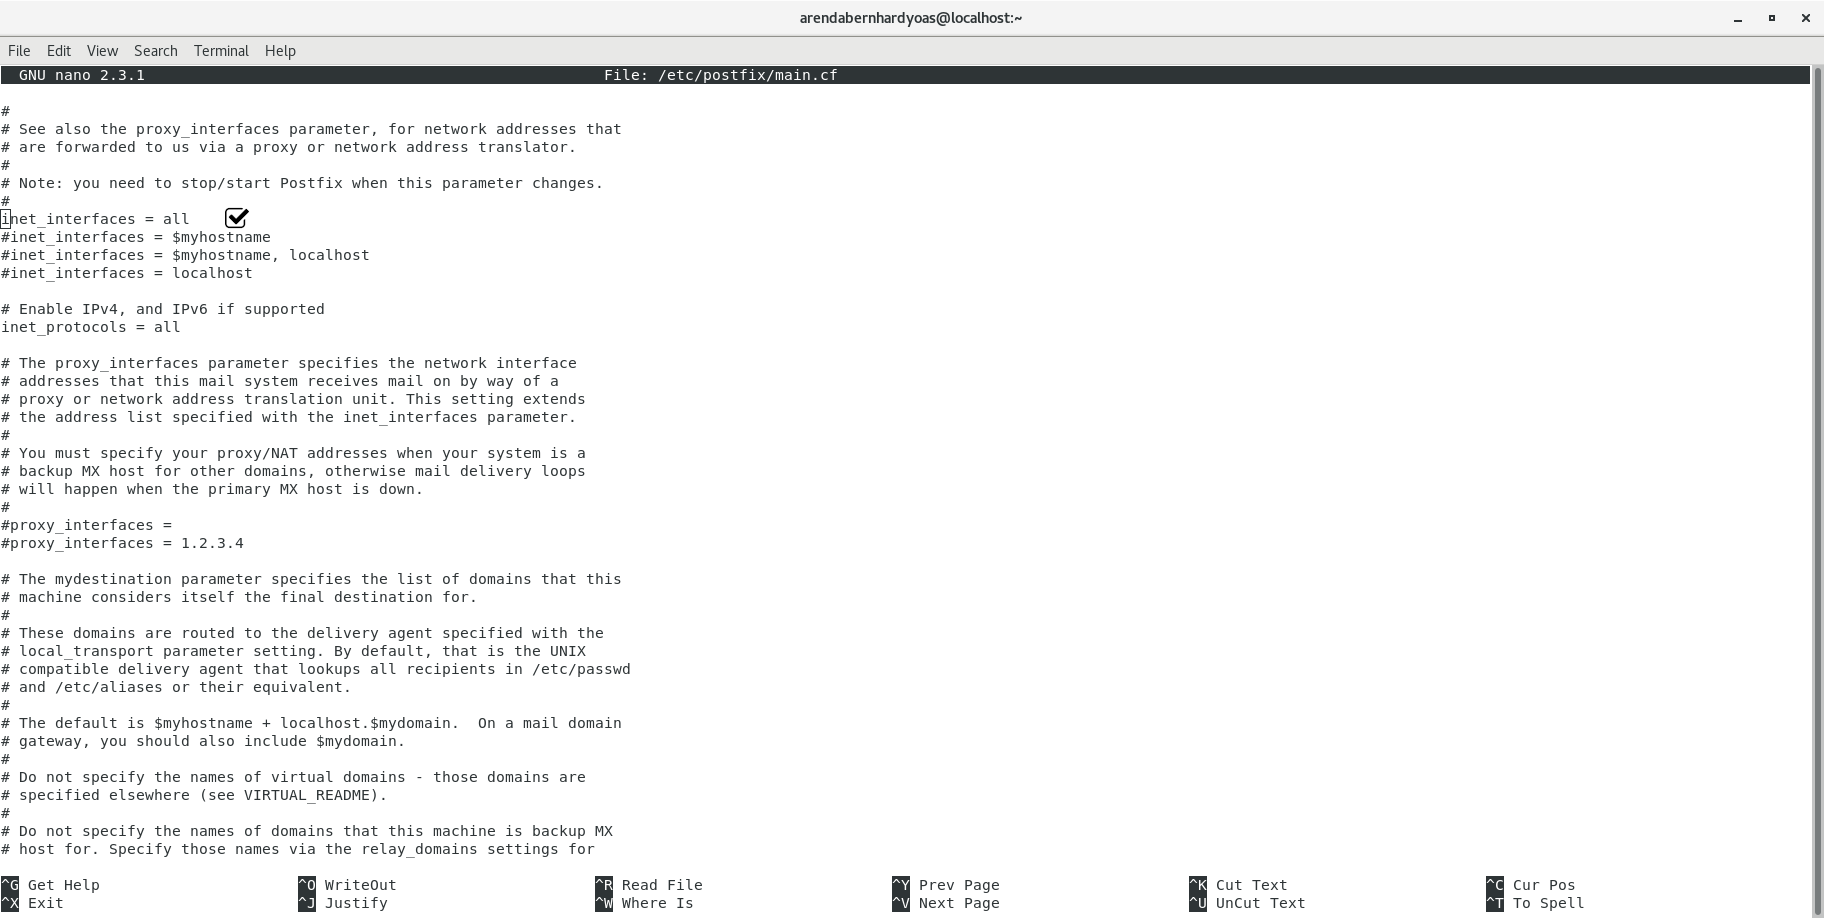 arendabernhardyoas@localhost:~
File Edit View Search Terminal Help
GNU nano 2.3.1 File: /etc/postfix/main.cf
#
# See also the proxy_interfaces parameter, for network addresses that
# are forwarded to us via a proxy or network address translator.
#
# Note: you need to stop/start Postfix when this parameter changes.
#
inet_interfaces = all
#inet_interfaces = $myhostname
#inet_interfaces = $myhostname, localhost
#inet_interfaces = localhost
# Enable IPv4, and IPv6 if supported
inet_protocols = all
# The proxy_interfaces parameter specifies the network interface
# addresses that this mail system receives mail on by way of a
# proxy or network address translation unit. This setting extends
# the address list specified with the inet_interfaces parameter.
#
# You must specify your proxy/NAT addresses when your system is a
# backup MX host for other domains, otherwise mail delivery loops
# will happen when the primary MX host is down.
#
#proxy_interfaces =
#proxy_interfaces = 1.2.3.4
# The mydestination parameter specifies the list of domains that this
# machine considers itself the final destination for.
#
# These domains are routed to the delivery agent specified with the
# local_transport parameter setting. By default, that is the UNIX
# compatible delivery agent that lookups all recipients in /etc/passwd
# and /etc/aliases or their equivalent.
#
# The default is $myhostname + localhost.$mydomain.  On a mail domain
# gateway, you should also include $mydomain.
#
# Do not specify the names of virtual domains - those domains are
# specified elsewhere (see VIRTUAL_README).
#
# Do not specify the names of domains that this machine is backup MX
# host for. Specify those names via the relay_domains settings for
^G Get Help ^O WriteOut ^R Read File ^Y Prev Page ^K Cut Text ^C Cur Pos
^X Exit ^J Justify ^W Where Is ^V Next Page ^U UnCut Text ^T To Spell